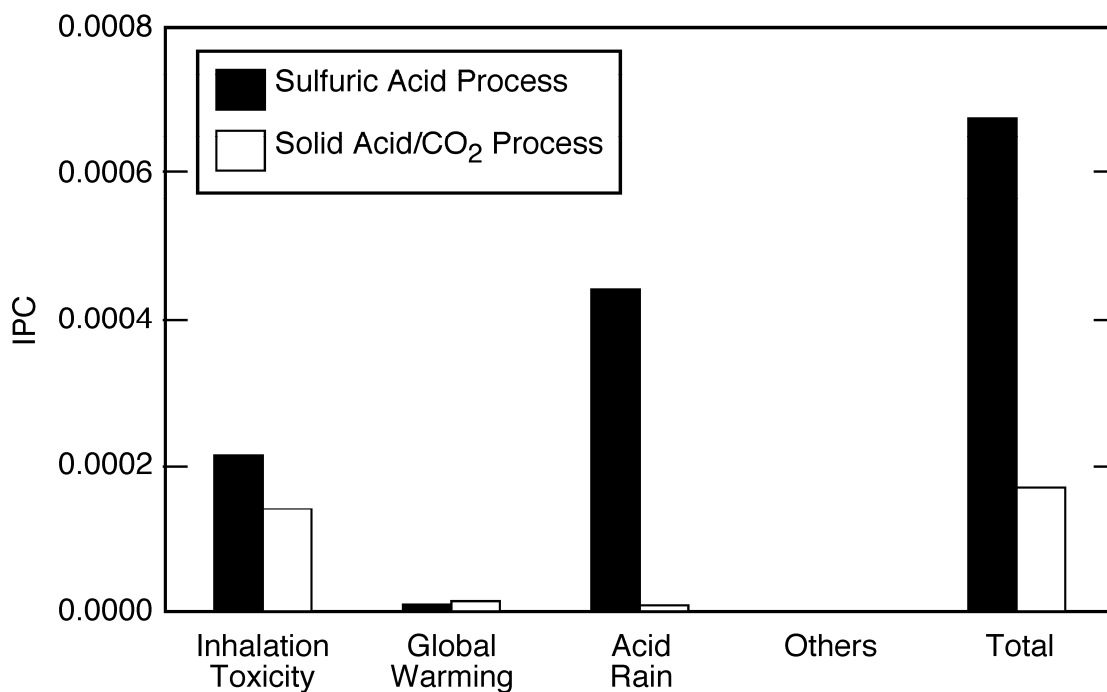 0.0008
Sulfuric Acid Process
Solid Acid/CO₂ Process
0.0006
IPC
0.0004
0.0002
0.0000
Inhalation
Toxicity
Global
Warming
Acid
Rain
Others
Total